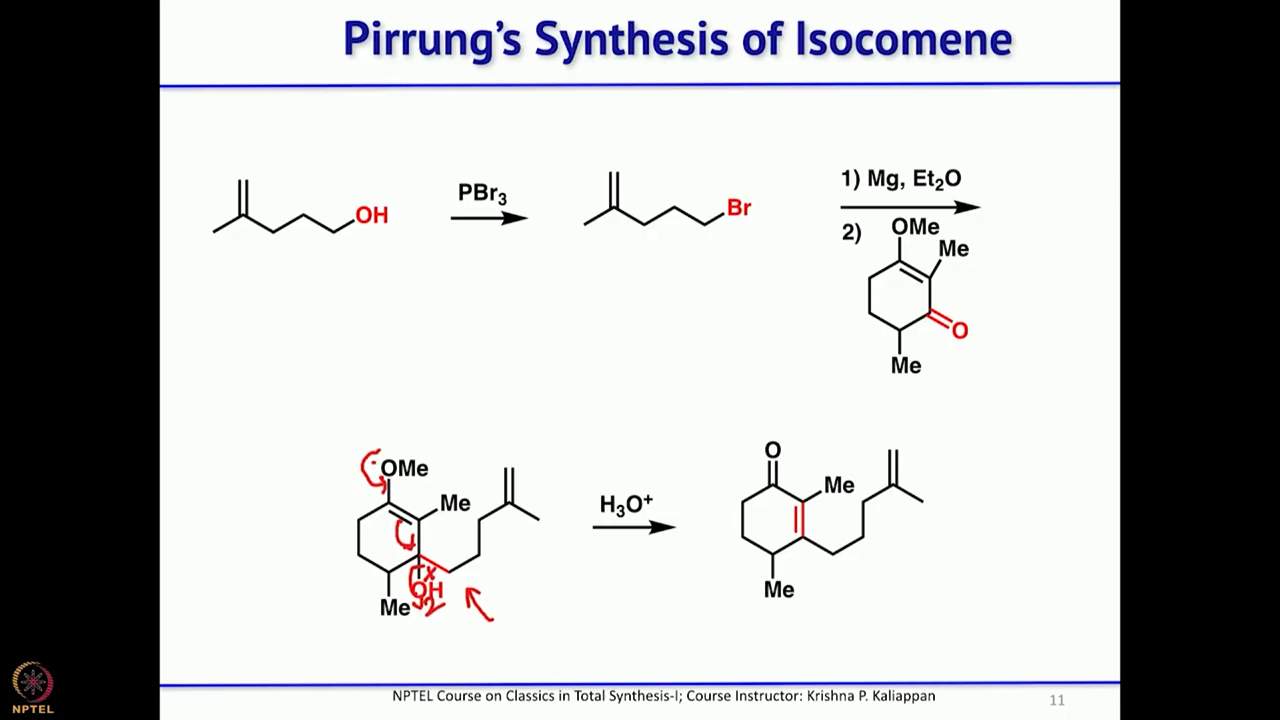 Pirrung's Synthesis of Isocomene
PBr₃
OH
Br
1) Mg, Et₂O
2)
OMe
Me
O
Me
OMe
Me
OH
Me
H₃O⁺
O
Me
Me
NPTEL
NPTEL Course on Classics in Total Synthesis-I; Course Instructor: Krishna P. Kaliappan
11